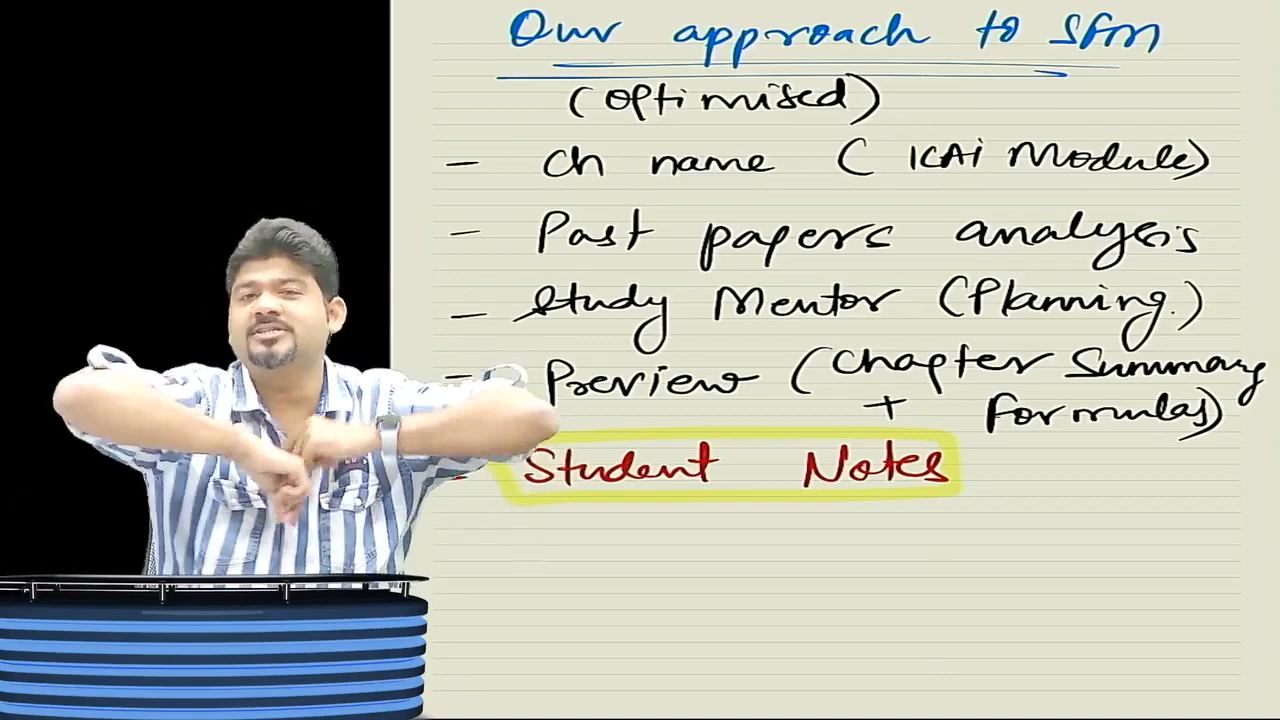 Our approach to SFM
(optimised)
- Ch name ( ICAI Module)
- Past papers analysis
- Study Mentor (Planning.)
- Preview (Chapter Summary
+ formulas)
- Student Notes